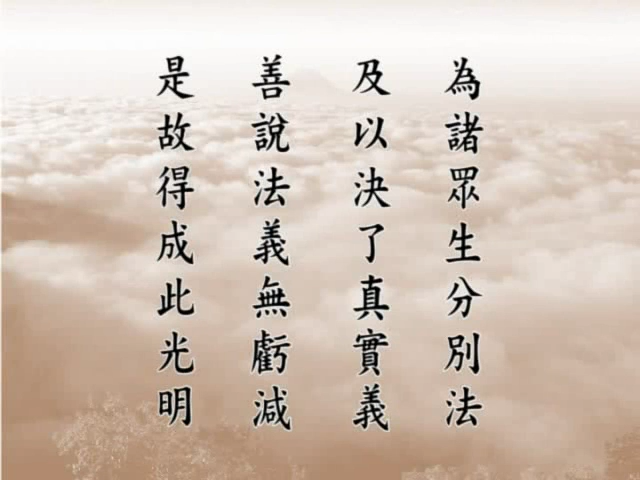 為諸眾生分別法
及以決了真實義
善說法義無虧減
是故得成此光明